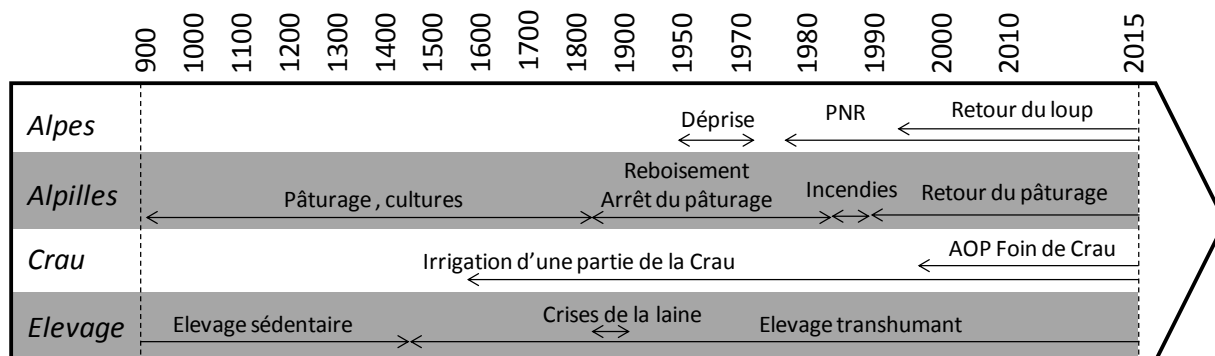 900 1000 1100 1200 1300 1400 1500 1600 1700 1800 1900 1950 1970 1980 1990 2000 2010 2015
Alpes
Déprise
PNR
Retour du loup
Alpilles
Pâturage , cultures
Reboisement
Arrêt du pâturage
Incendies
Retour du pâturage
Crau
Irrigation d’une partie de la Crau
AOP Foin de Crau
Elevage
Elevage sédentaire
Crises de la laine
Elevage transhumant